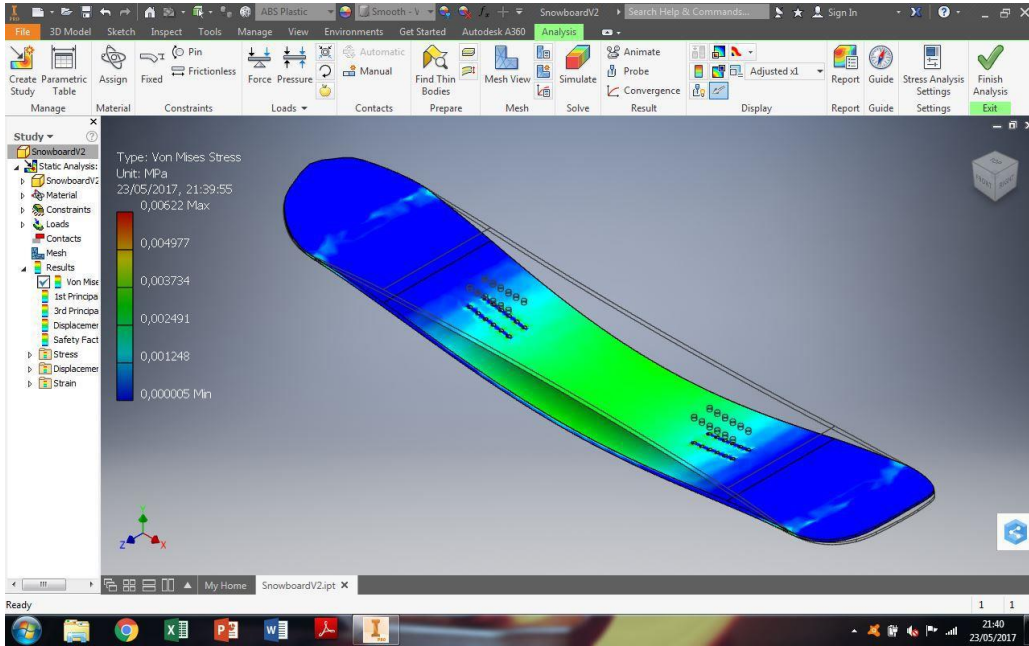 I PRO ABS Plastic Smooth - V SnowboardV2 Search Help & Commands... Sign In
File 3D Model Sketch Inspect Tools Manage View Environments Get Started Autodesk A360 Analysis
Create Study
Parametric Table
Manage
Assign
Material
Fixed
Pin
Frictionless
Constraints
Force
Pressure
Loads
Automatic
Manual
Contacts
Find Thin Bodies
Prepare
Mesh View
Mesh
Simulate
Solve
Animate
Probe
Convergence
Result
Adjusted x1
Display
Report
Report
Guide
Guide
Stress Analysis Settings
Settings
Finish Analysis
Exit
Study
SnowboardV2
Static Analysis:
SnowboardV2
Material
Constraints
Loads
Contacts
Mesh
Results
Von Mise
1st Principa
3rd Principa
Displacemer
Safety Fact
Stress
Displacemer
Strain
Type: Von Mises Stress
Unit: MPa
23/05/2017, 21:39:55
0,00622 Max
0,004977
0,003734
0,002491
0,001248
0,000005 Min
FRONT
Y
Z
X
My Home SnowboardV2.ipt
Ready
1 1
21:40
23/05/2017